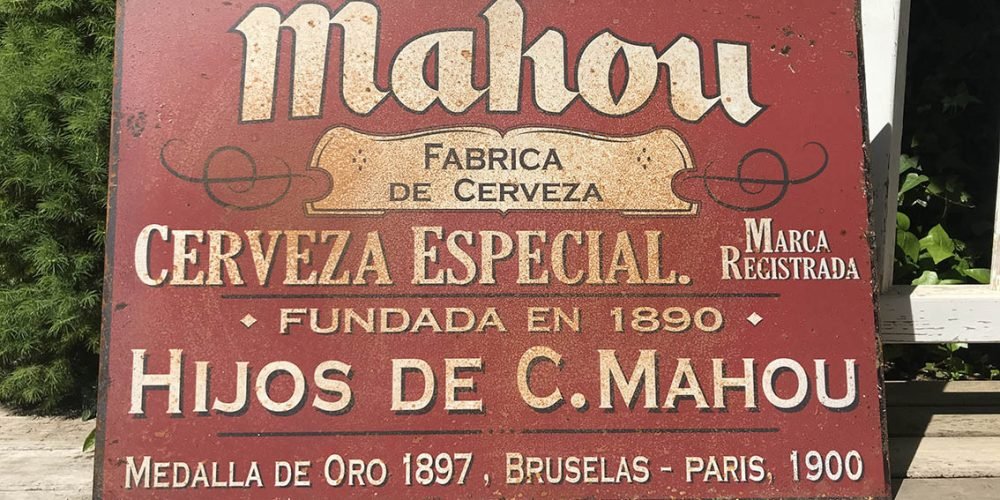 Mahou
FABRICA
DE CERVEZA
CERVEZA ESPECIAL.
MARCA
REGISTRADA
FUNDADA EN 1890
HIJOS DE C. MAHOU
MEDALLA DE ORO 1897, BRUSELAS - PARIS, 1900